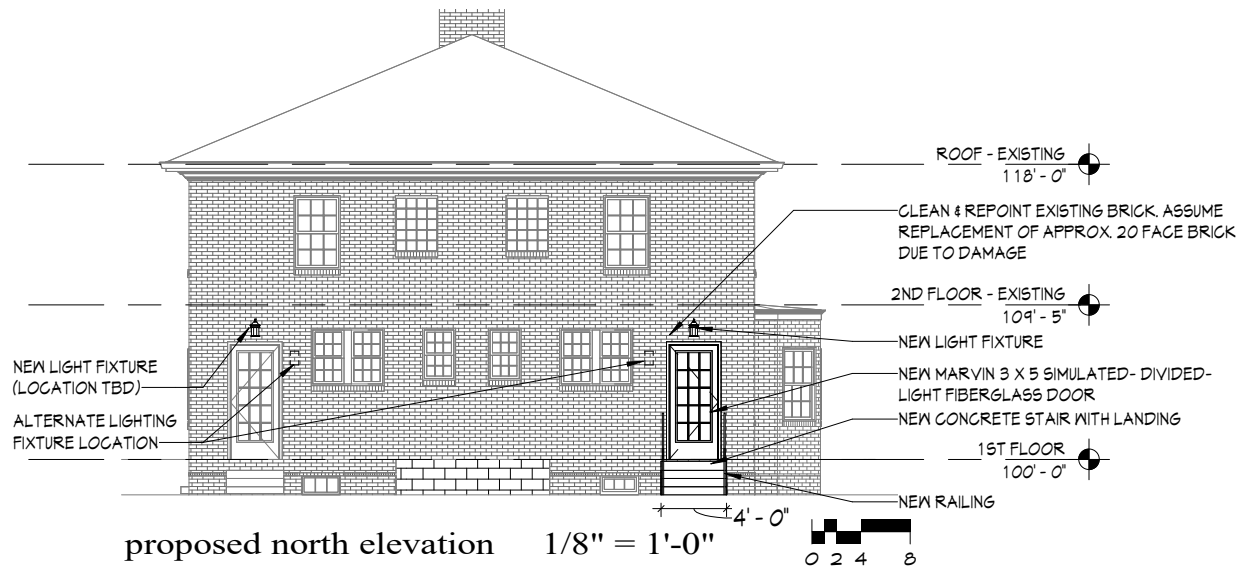 ROOF - EXISTING
118' - 0"
CLEAN & REPOINT EXISTING BRICK. ASSUME
REPLACEMENT OF APPROX. 20 FACE BRICK
DUE TO DAMAGE
2ND FLOOR - EXISTING
109' - 5"
NEW LIGHT FIXTURE
NEW MARVIN 3 X 5 SIMULATED- DIVIDED-
LIGHT FIBERGLASS DOOR
NEW CONCRETE STAIR WITH LANDING
1ST FLOOR
100' - 0"
NEW RAILING
NEW LIGHT FIXTURE
(LOCATION TBD)
ALTERNATE LIGHTING
FIXTURE LOCATION
4' - 0"
proposed north elevation 1/8" = 1'-0"
0 2 4 8